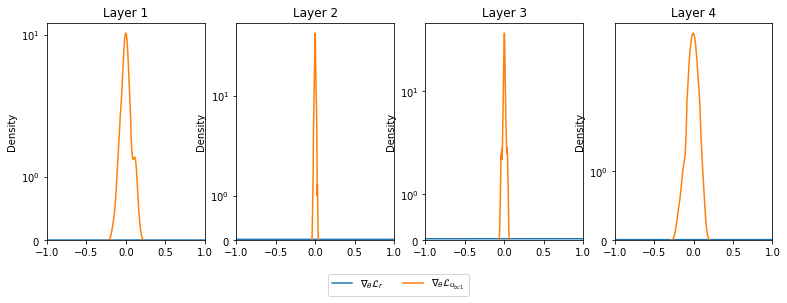 Layer 1 Layer 2 Layer 3 Layer 4
Density Density Density Density
10¹ 10⁰ 0
10¹ 10⁰ 0
10¹ 10⁰ 0
10⁰ 0
−1.0 −0.5 0.0 0.5 1.0 −1.0 −0.5 0.0 0.5 1.0 −1.0 −0.5 0.0 0.5 1.0 −1.0 −0.5 0.0 0.5 1.0
∇θℒr ∇θℒu_bc1